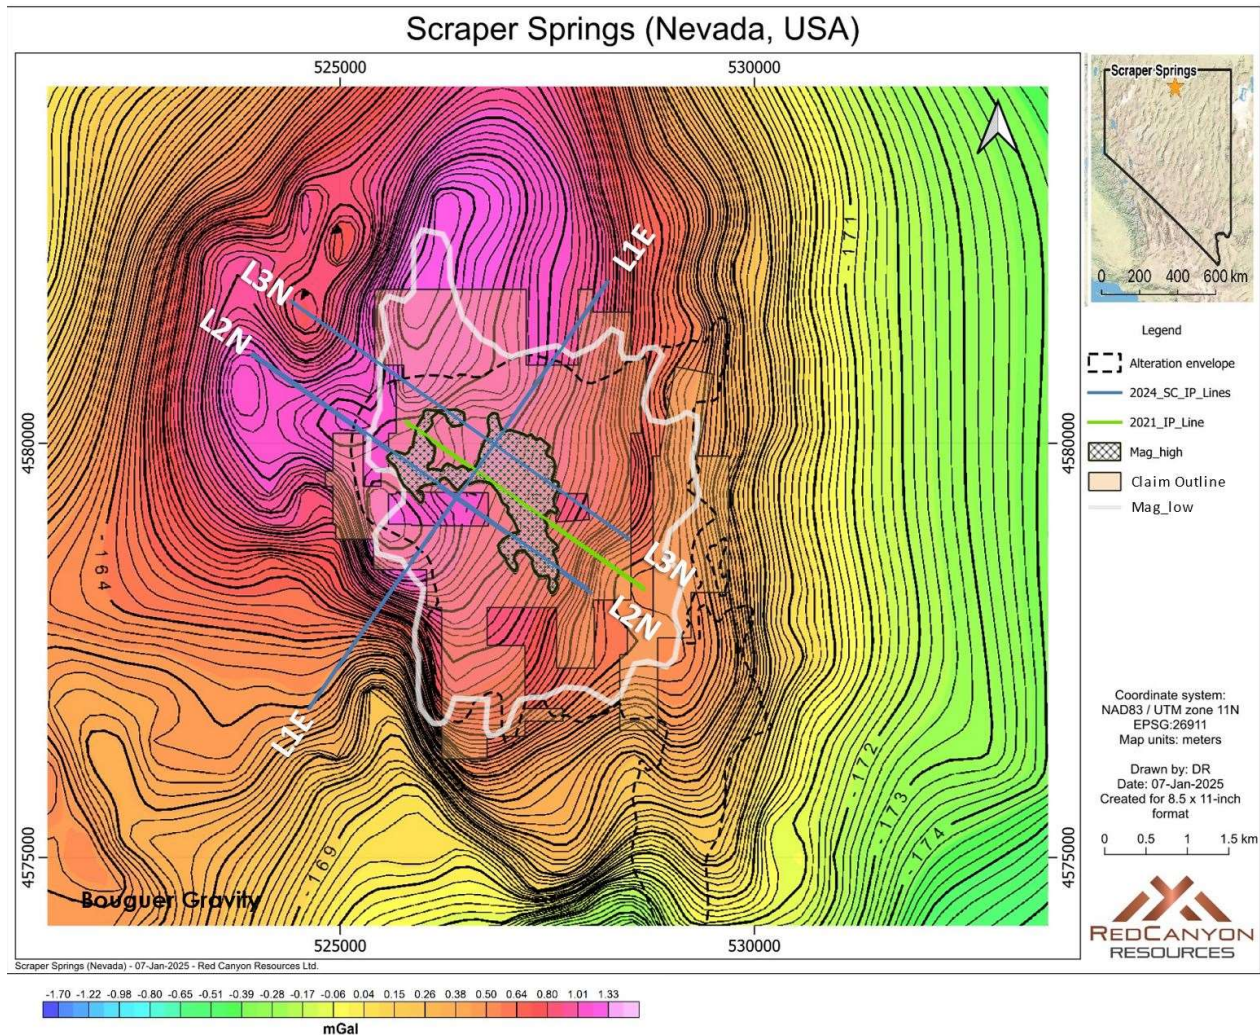 Scraper Springs (Nevada, USA)
525000
530000
Scraper Springs
0 200 400 600 km
-171
L1E
L3N
L2N
Legend
Alteration envelope
2024_SC_IP_Lines
2021_IP_Line
Mag_high
Claim Outline
Mag_low
4580000
4580000
-164
L3N
L2N
L1E
-172
-173
-174
-169
4575000
4575000
Coordinate system:
NAD83 / UTM zone 11N
EPSG:26911
Map units: meters
Drawn by: DR
Date: 07-Jan-2025
Created for 8.5 x 11-inch
format
0 0.5 1 1.5 km
Bouguer Gravity
REDCANYON
RESOURCES
525000
530000
Scraper Springs (Nevada) - 07-Jan-2025 - Red Canyon Resources Ltd.
-1.70 -1.22 -0.98 -0.80 -0.65 -0.51 -0.39 -0.28 -0.17 -0.06 0.04 0.15 0.26 0.38 0.50 0.64 0.80 1.01 1.33
mGal